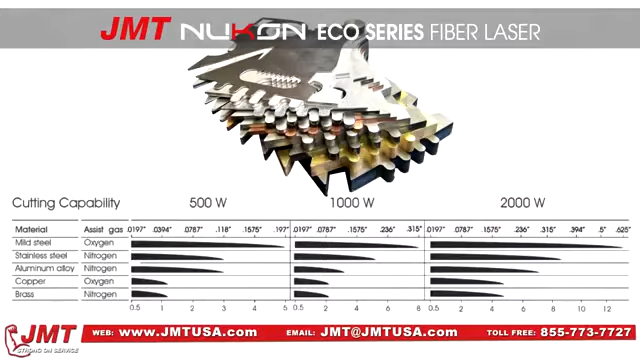 JMT NUKON ECO SERIES FIBER LASER
Cutting Capability 500 W 1000 W 2000 W
Material Assist gas .0197" .0394" .0787" .118" .1575" .197" .0197" .0787" .1575" .236" .315" .0197" .0787" .1575" .236" .315" .394" .5" .625"
Mild steel Oxygen
Stainless steel Nitrogen
Aluminum alloy Nitrogen
Copper Oxygen
Brass Nitrogen
0.5 1 2 3 4 5 0.5 2 4 6 8 0.5 2 4 6 8 10 12
JMT STRONG ON SERVICE WEB: www.JMTUSA.com EMAIL: JMT@JMTUSA.com TOLL FREE: 855-773-7727